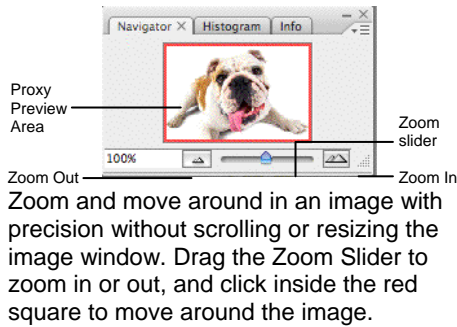 Navigator × Histogram Info
Proxy
Preview
Area
Zoom
slider
100%
Zoom Out
Zoom In
Zoom and move around in an image with
precision without scrolling or resizing the
image window. Drag the Zoom Slider to
zoom in or out, and click inside the red
square to move around the image.